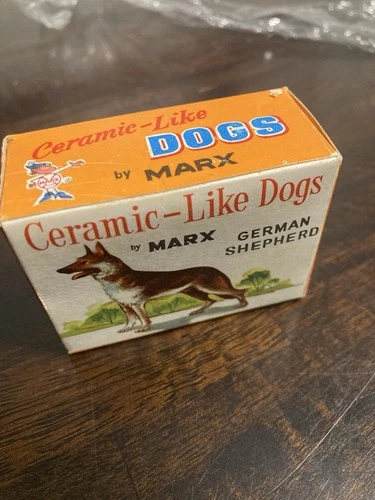 Ceramic-Like
DOGS
by MARX
Ceramic-Like Dogs
by MARX GERMAN
SHEPHERD